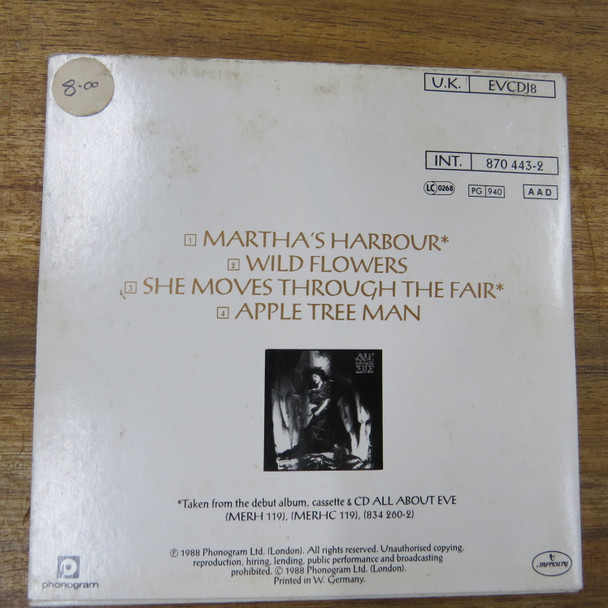 8.00
U.K. EVCDJ8
INT. 870 443-2
LC 0268 PG 940 AAD
1 MARTHA'S HARBOUR*
2 WILD FLOWERS
3 SHE MOVES THROUGH THE FAIR*
4 APPLE TREE MAN
ALL
ABOUT
EVE
*Taken from the debut album, cassette & CD ALL ABOUT EVE
(MERH 119), (MERHC 119), (834 260-2)
℗ 1988 Phonogram Ltd. (London). All rights reserved. Unauthorised copying,
reproduction, hiring, lending, public performance and broadcasting
prohibited. © 1988 Phonogram Ltd. (London).
Printed in W. Germany.
phonogram
mercury